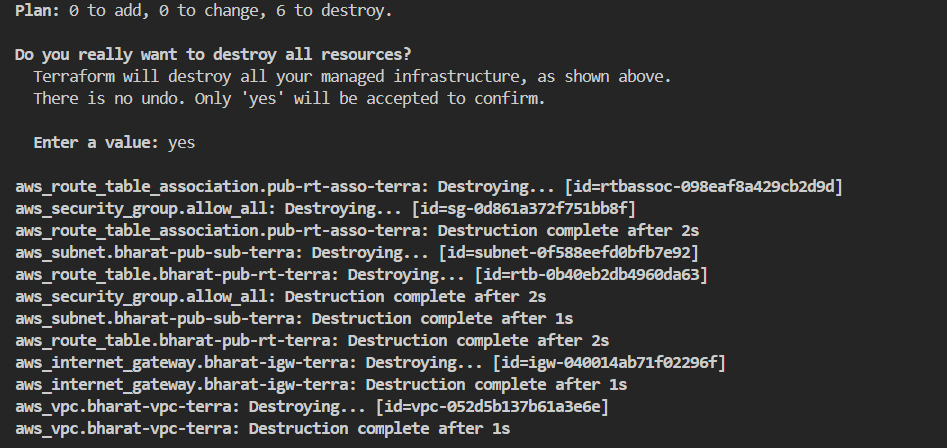 Plan: 0 to add, 0 to change, 6 to destroy.
Do you really want to destroy all resources?
Terraform will destroy all your managed infrastructure, as shown above.
There is no undo. Only 'yes' will be accepted to confirm.
Enter a value: yes
aws_route_table_association.pub-rt-asso-terra: Destroying... [id=rtbassoc-098eaf8a429cb2d9d]
aws_security_group.allow_all: Destroying... [id=sg-0d861a372f751bb8f]
aws_route_table_association.pub-rt-asso-terra: Destruction complete after 2s
aws_subnet.bharat-pub-sub-terra: Destroying... [id=subnet-0f588eefd0bfb7e92]
aws_route_table.bharat-pub-rt-terra: Destroying... [id=rtb-0b40eb2db4960da63]
aws_security_group.allow_all: Destruction complete after 2s
aws_subnet.bharat-pub-sub-terra: Destruction complete after 1s
aws_route_table.bharat-pub-rt-terra: Destruction complete after 2s
aws_internet_gateway.bharat-igw-terra: Destroying... [id=igw-040014ab71f02296f]
aws_internet_gateway.bharat-igw-terra: Destruction complete after 1s
aws_vpc.bharat-vpc-terra: Destroying... [id=vpc-052d5b137b61a3e6e]
aws_vpc.bharat-vpc-terra: Destruction complete after 1s